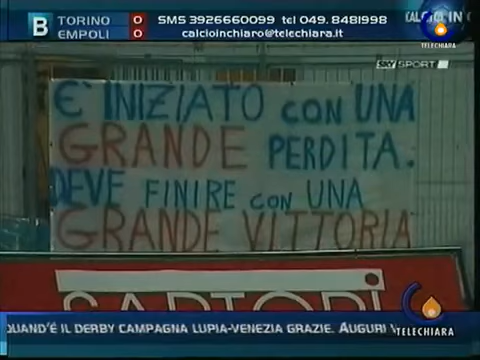 B TORINO 0 SMS 3926660099 tel 049.8481998
EMPOLI 0 calcioinchiaro@telechiara.it
TELECHIARA
SKY SPORT 1
E' INIZIATO CON UNA
GRANDE PERDITA.
DEVE FINIRE CON UNA
GRANDE VITTORIA
SARTORI
QUAND'É IL DERBY CAMPAGNA LUPIA-VENEZIA GRAZIE. AUGURI
TELECHIARA